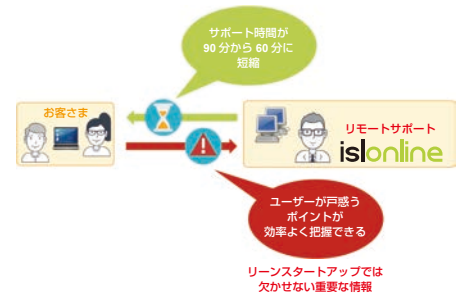 サポート時間が
90分から60分に
短縮
お客さま
リモートサポート
islonline
ユーザーが戸惑う
ポイントが
効率よく把握できる
リーンスタートアップでは
欠かせない重要な情報